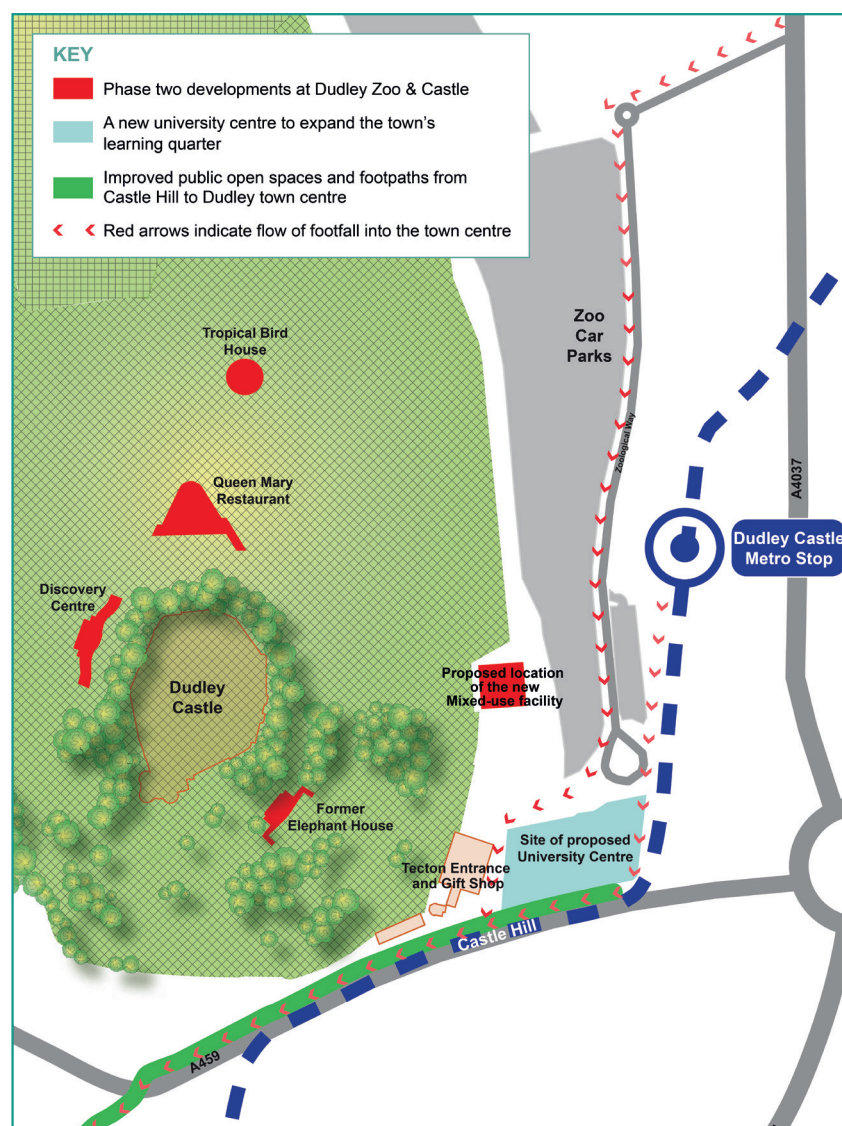 KEY
Phase two developments at Dudley Zoo & Castle
A new university centre to expand the town's
learning quarter
Improved public open spaces and footpaths from
Castle Hill to Dudley town centre
Red arrows indicate flow of footfall into the town centre
Tropical Bird
House
Zoo
Car
Parks
Zoological Way
A4037
Queen Mary
Restaurant
Dudley Castle
Metro Stop
Discovery
Centre
Dudley
Castle
Proposed location
of the new
Mixed-use facility
Former
Elephant House
Site of proposed
University Centre
Tecton Entrance
and Gift Shop
Castle Hill
A459